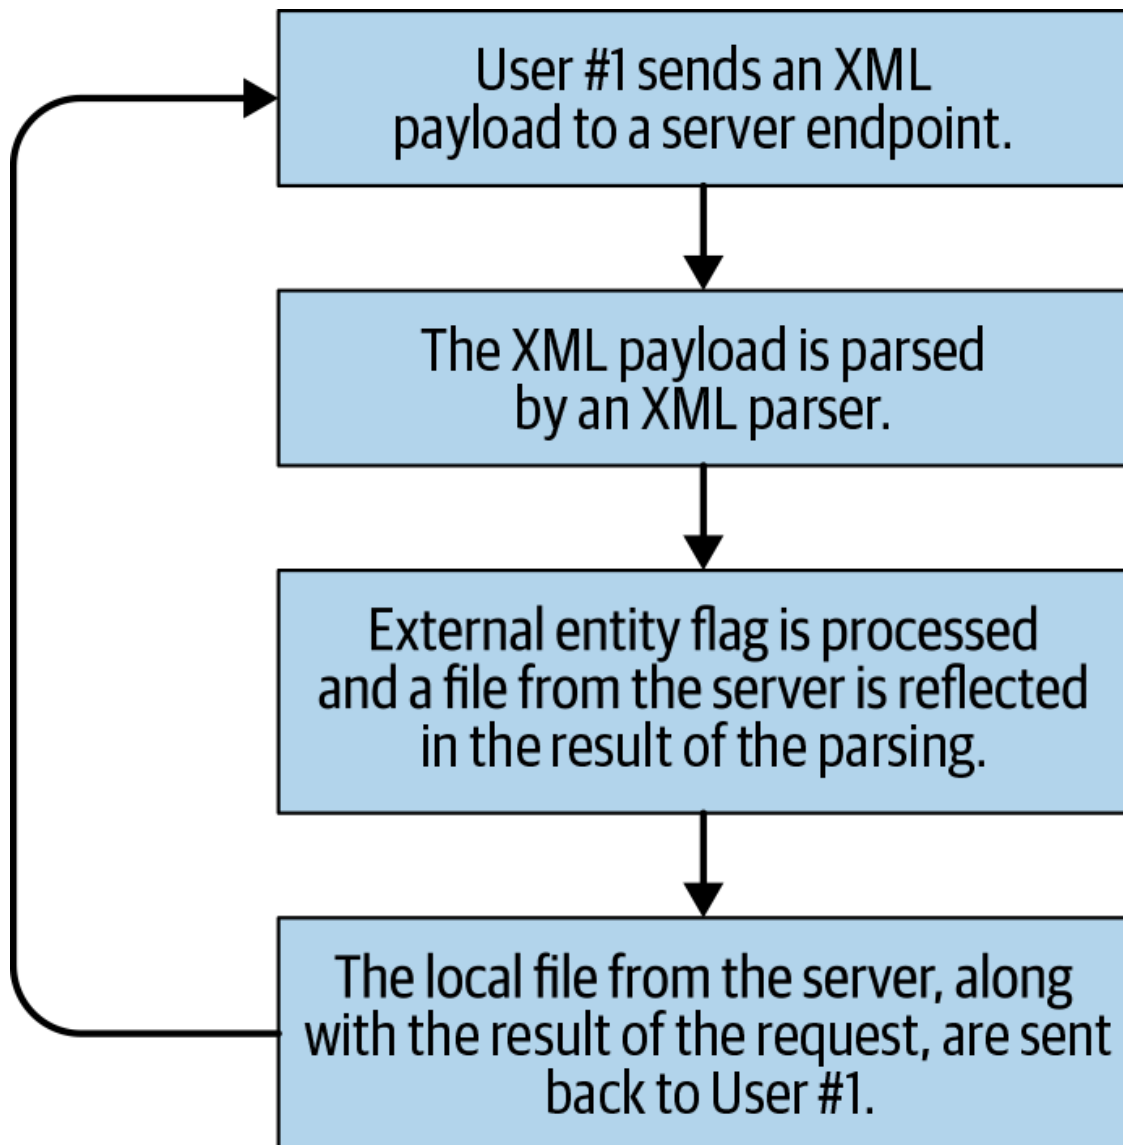 User #1 sends an XML
payload to a server endpoint.
The XML payload is parsed
by an XML parser.
External entity flag is processed
and a file from the server is reflected
in the result of the parsing.
The local file from the server, along
with the result of the request, are sent
back to User #1.